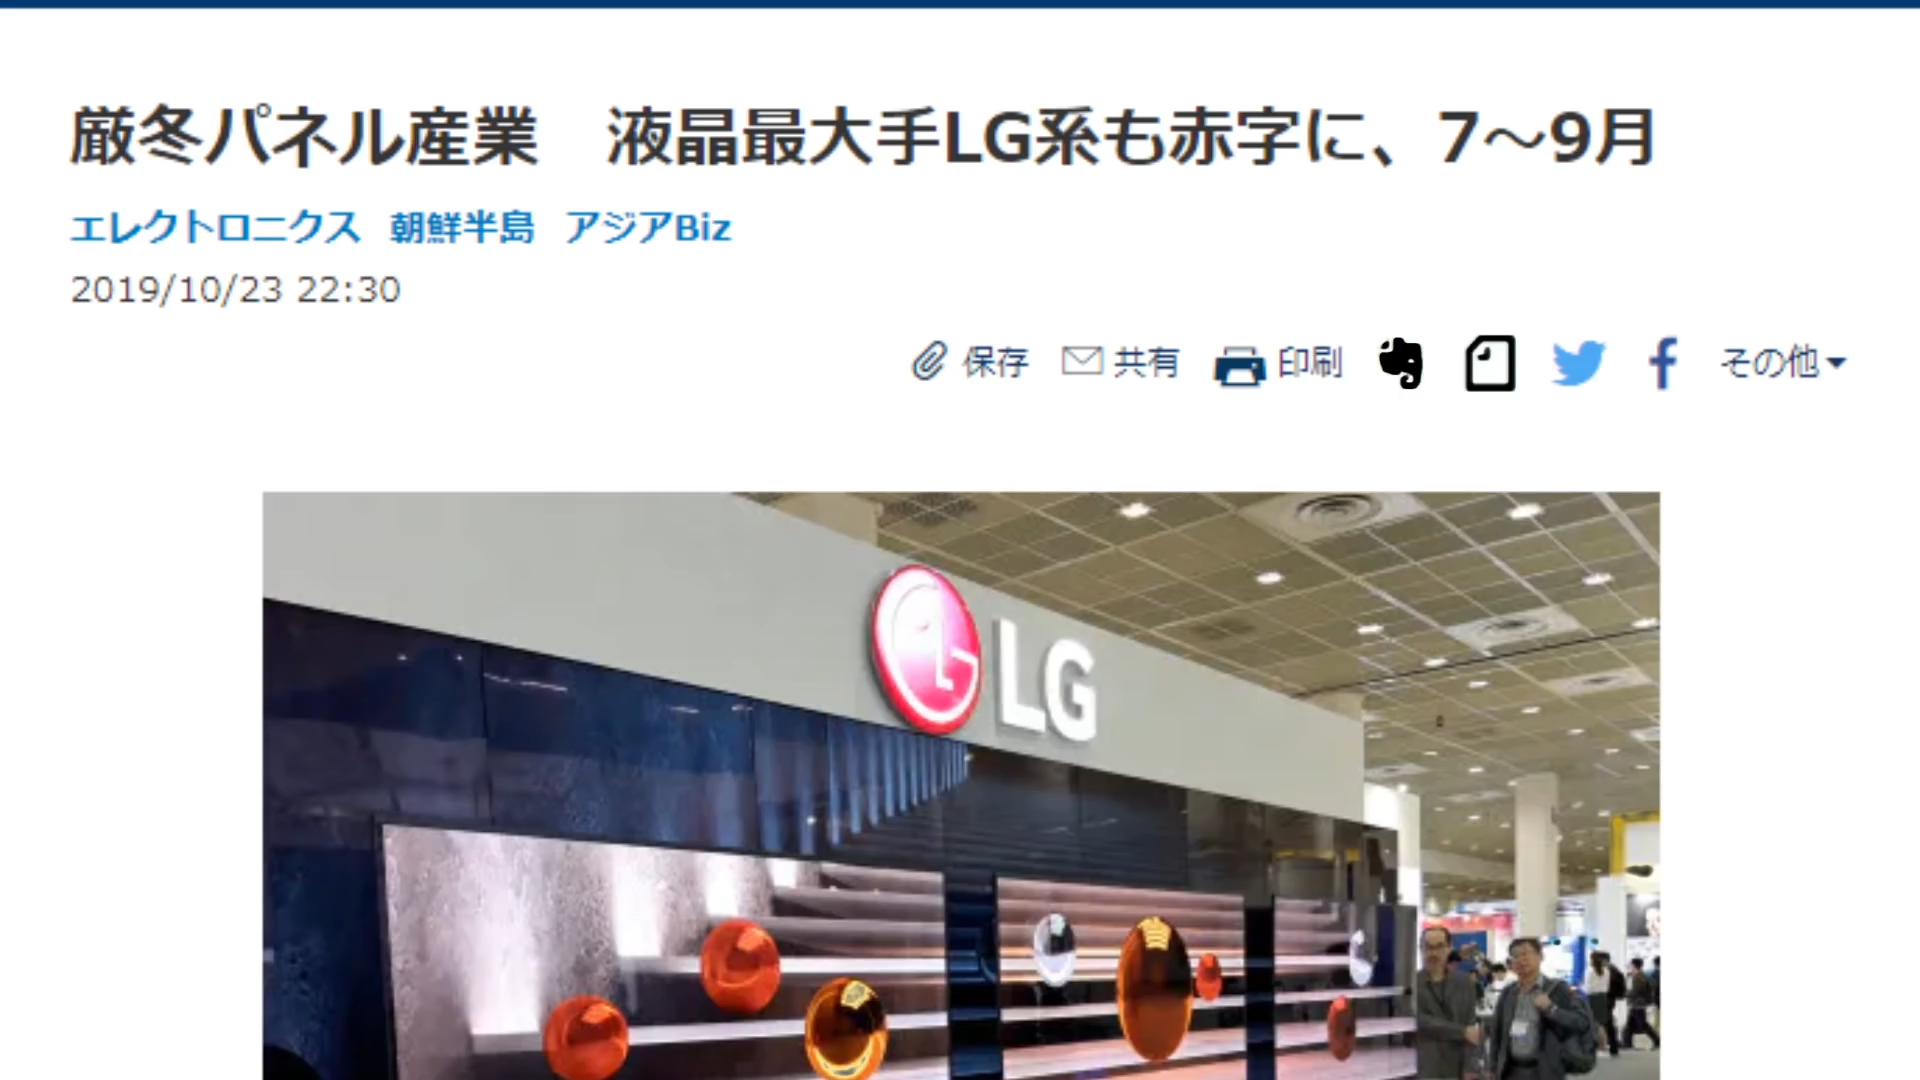 厳冬パネル産業　液晶最大手LG系も赤字に、7～9月
エレクトロニクス 朝鮮半島 アジアBiz
2019/10/23 22:30
保存 共有 印刷 その他
LG